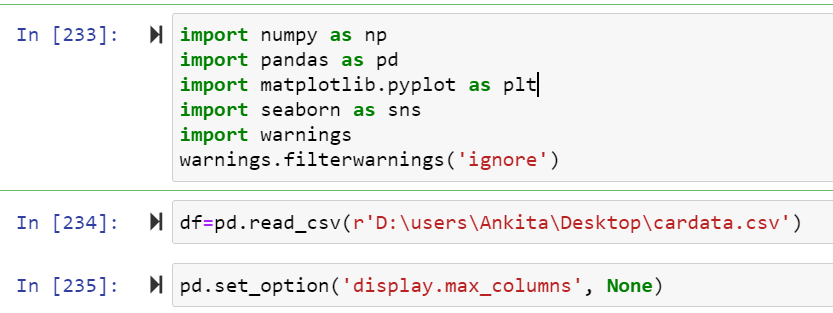 In [233]:
import numpy as np
import pandas as pd
import matplotlib.pyplot as plt
import seaborn as sns
import warnings
warnings.filterwarnings('ignore')
In [234]:
df=pd.read_csv(r'D:\users\Ankita\Desktop\cardata.csv')
In [235]:
pd.set_option('display.max_columns', None)